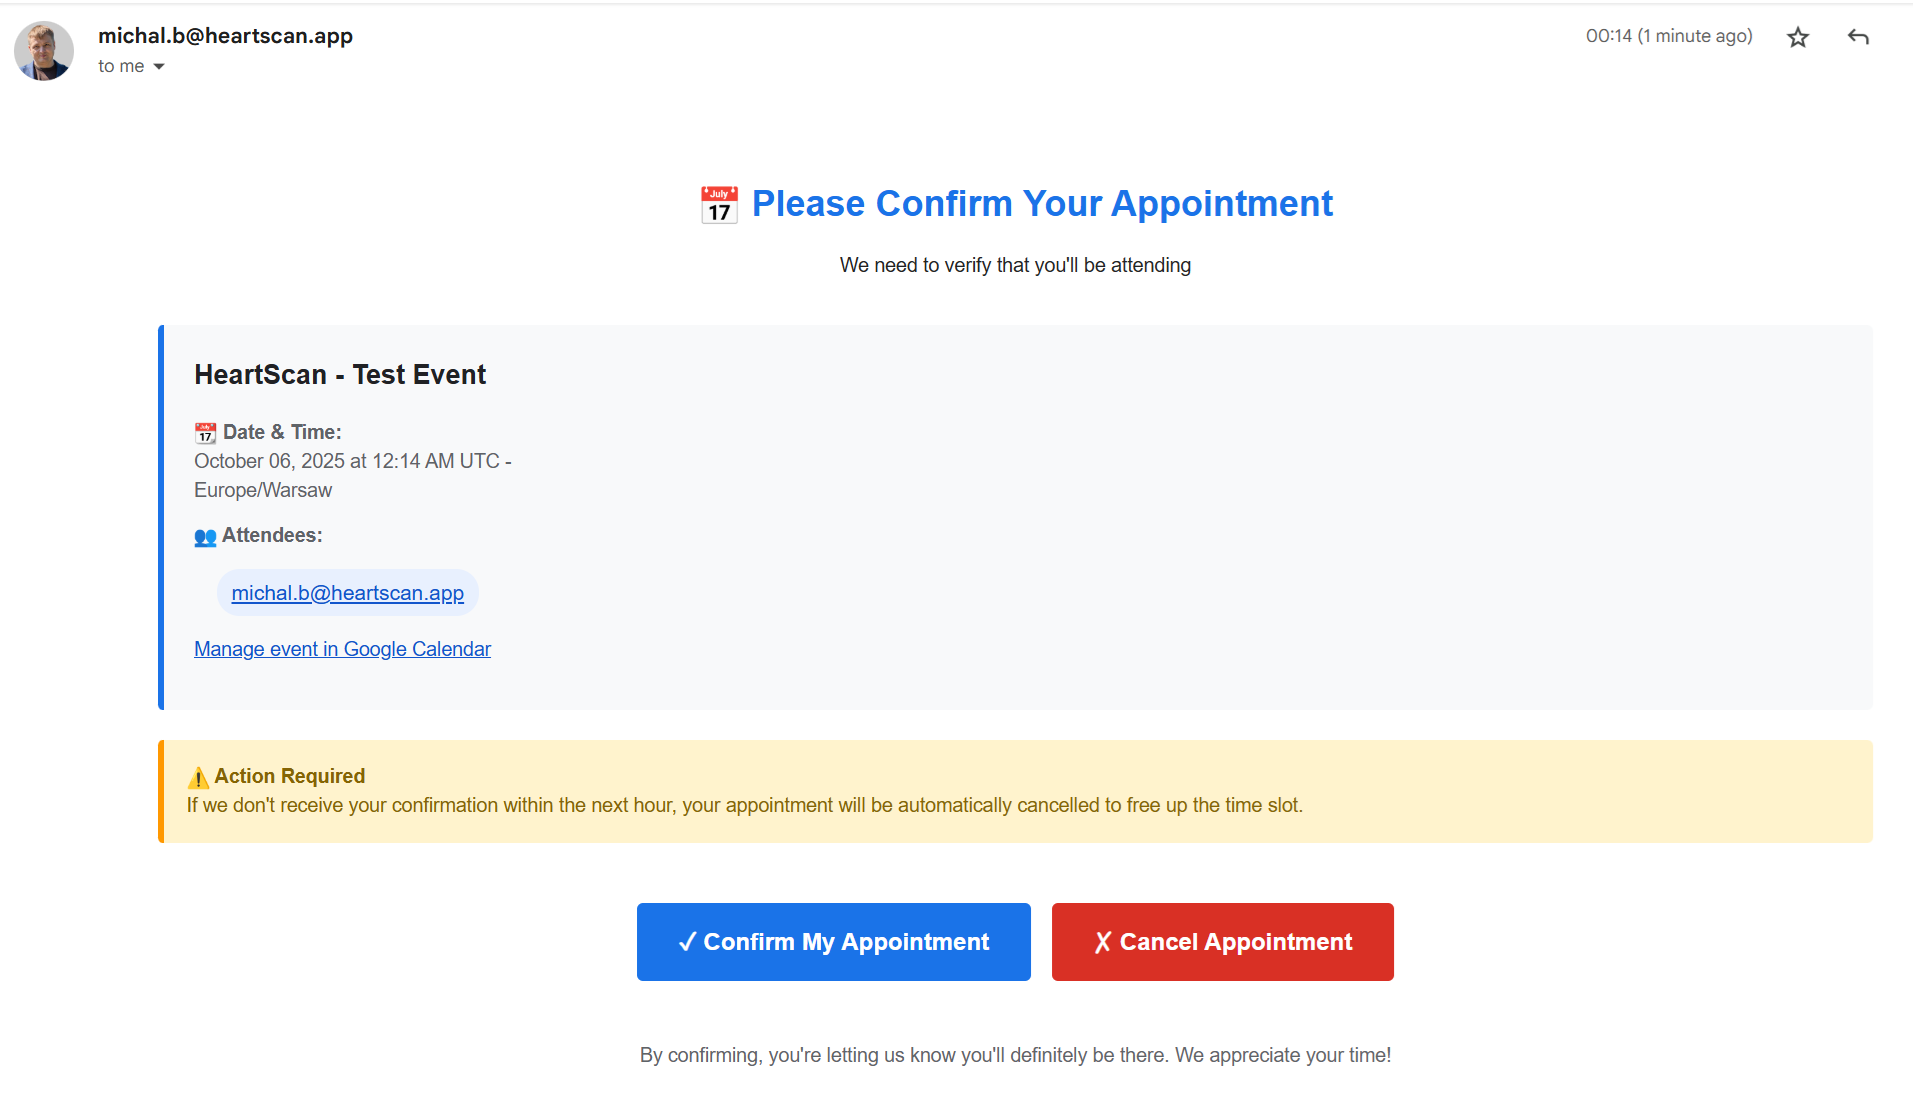 michal.b@heartscan.app
00:14 (1 minute ago)
to me
July
17
Please Confirm Your Appointment
We need to verify that you'll be attending
HeartScan - Test Event
July
17
Date & Time:
October 06, 2025 at 12:14 AM UTC -
Europe/Warsaw
Attendees:
michal.b@heartscan.app
Manage event in Google Calendar
Action Required
If we don't receive your confirmation within the next hour, your appointment will be automatically cancelled to free up the time slot.
✓ Confirm My Appointment
✗ Cancel Appointment
By confirming, you're letting us know you'll definitely be there. We appreciate your time!